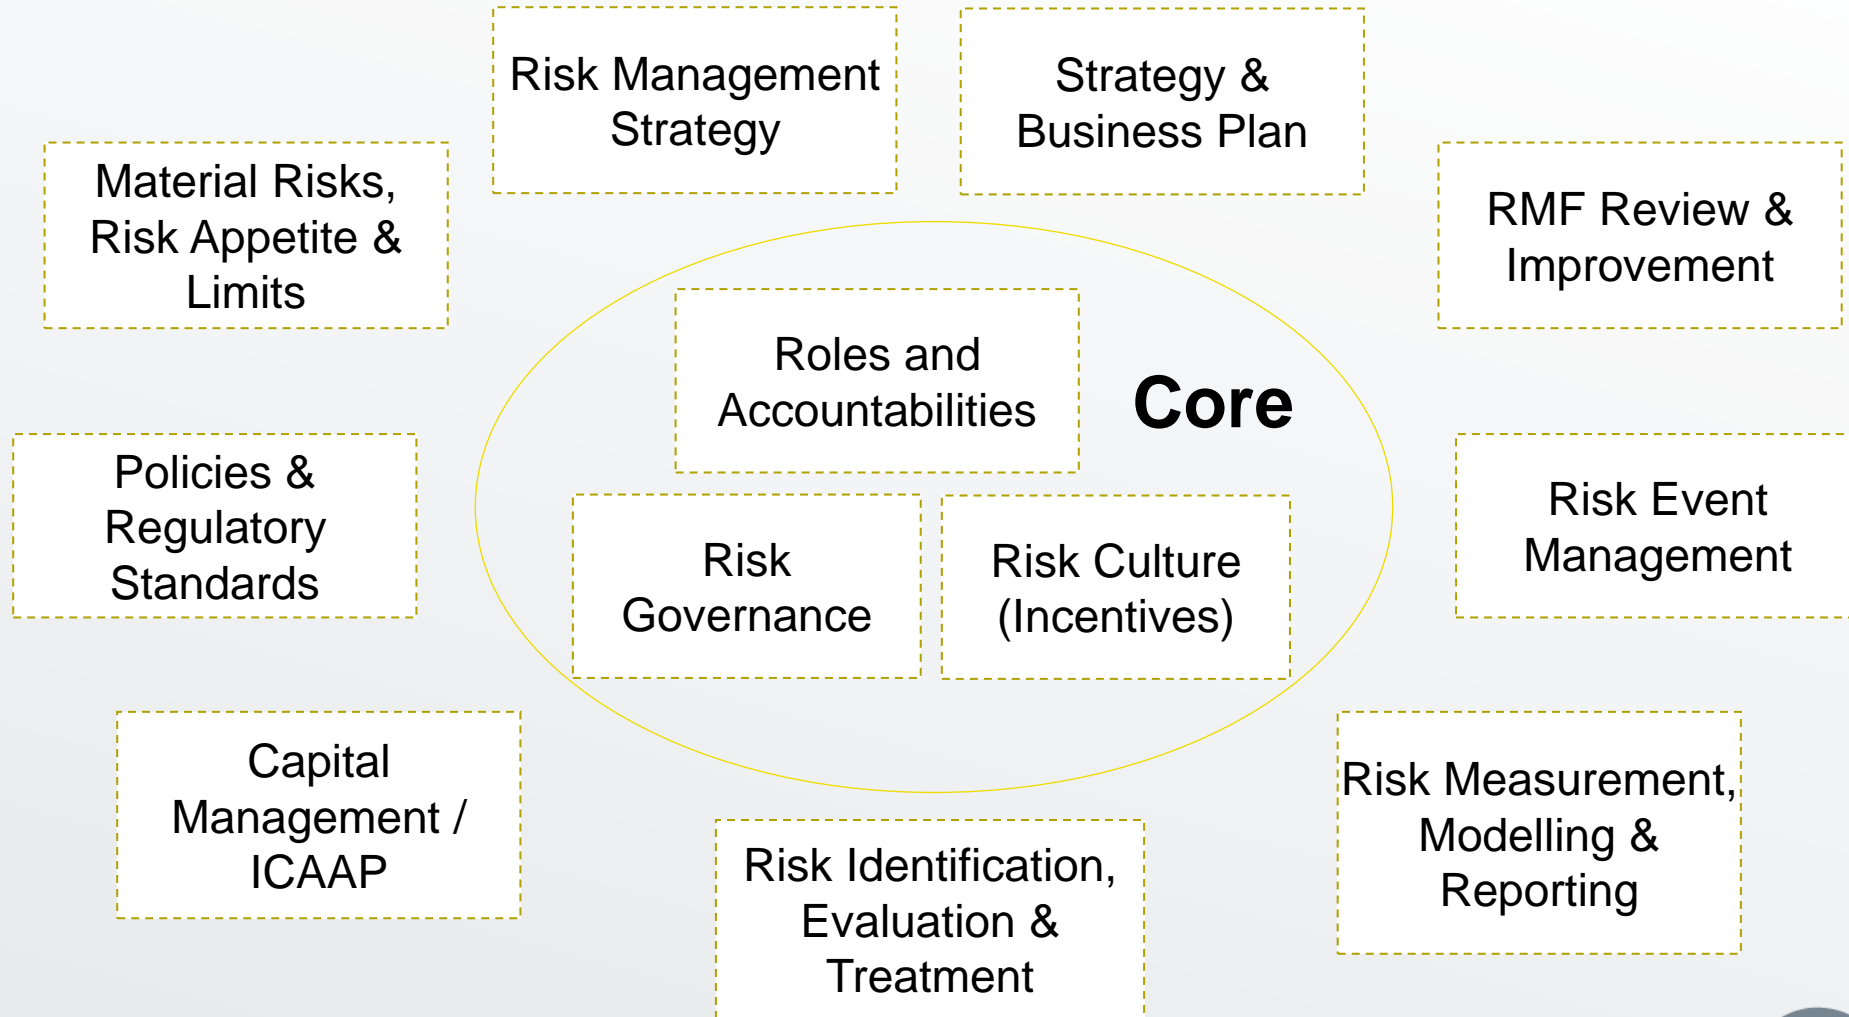 Risk Management
Strategy
Strategy &
Business Plan
Material Risks,
Risk Appetite &
Limits
RMF Review &
Improvement
Roles and
Accountabilities
Core
Policies &
Regulatory
Standards
Risk Event
Management
Risk
Governance
Risk Culture
(Incentives)
Capital
Management /
ICAAP
Risk Measurement,
Modelling &
Reporting
Risk Identification,
Evaluation &
Treatment